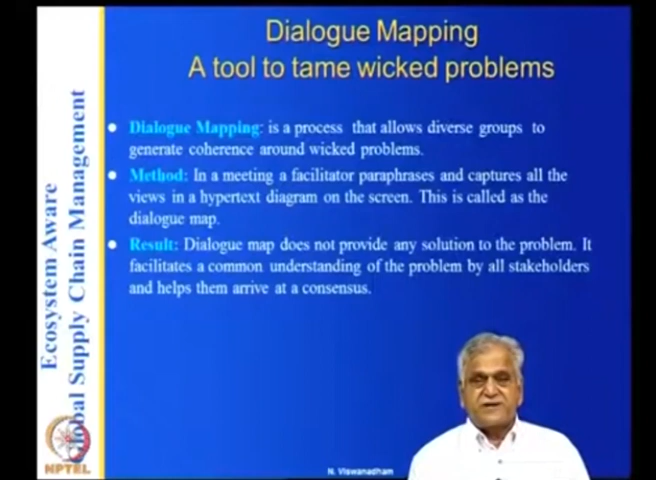 Dialogue Mapping
A tool to tame wicked problems
Dialogue Mapping: is a process that allows diverse groups to
generate coherence around wicked problems.
Method: In a meeting a facilitator paraphrases and captures all the
views in a hypertext diagram on the screen. This is called as the
dialogue map.
Result: Dialogue map does not provide any solution to the problem. It
facilitates a common understanding of the problem by all stakeholders
and helps them arrive at a consensus.
Ecosystem Aware
Global Supply Chain Management
NPTEL
N. Viswanadham